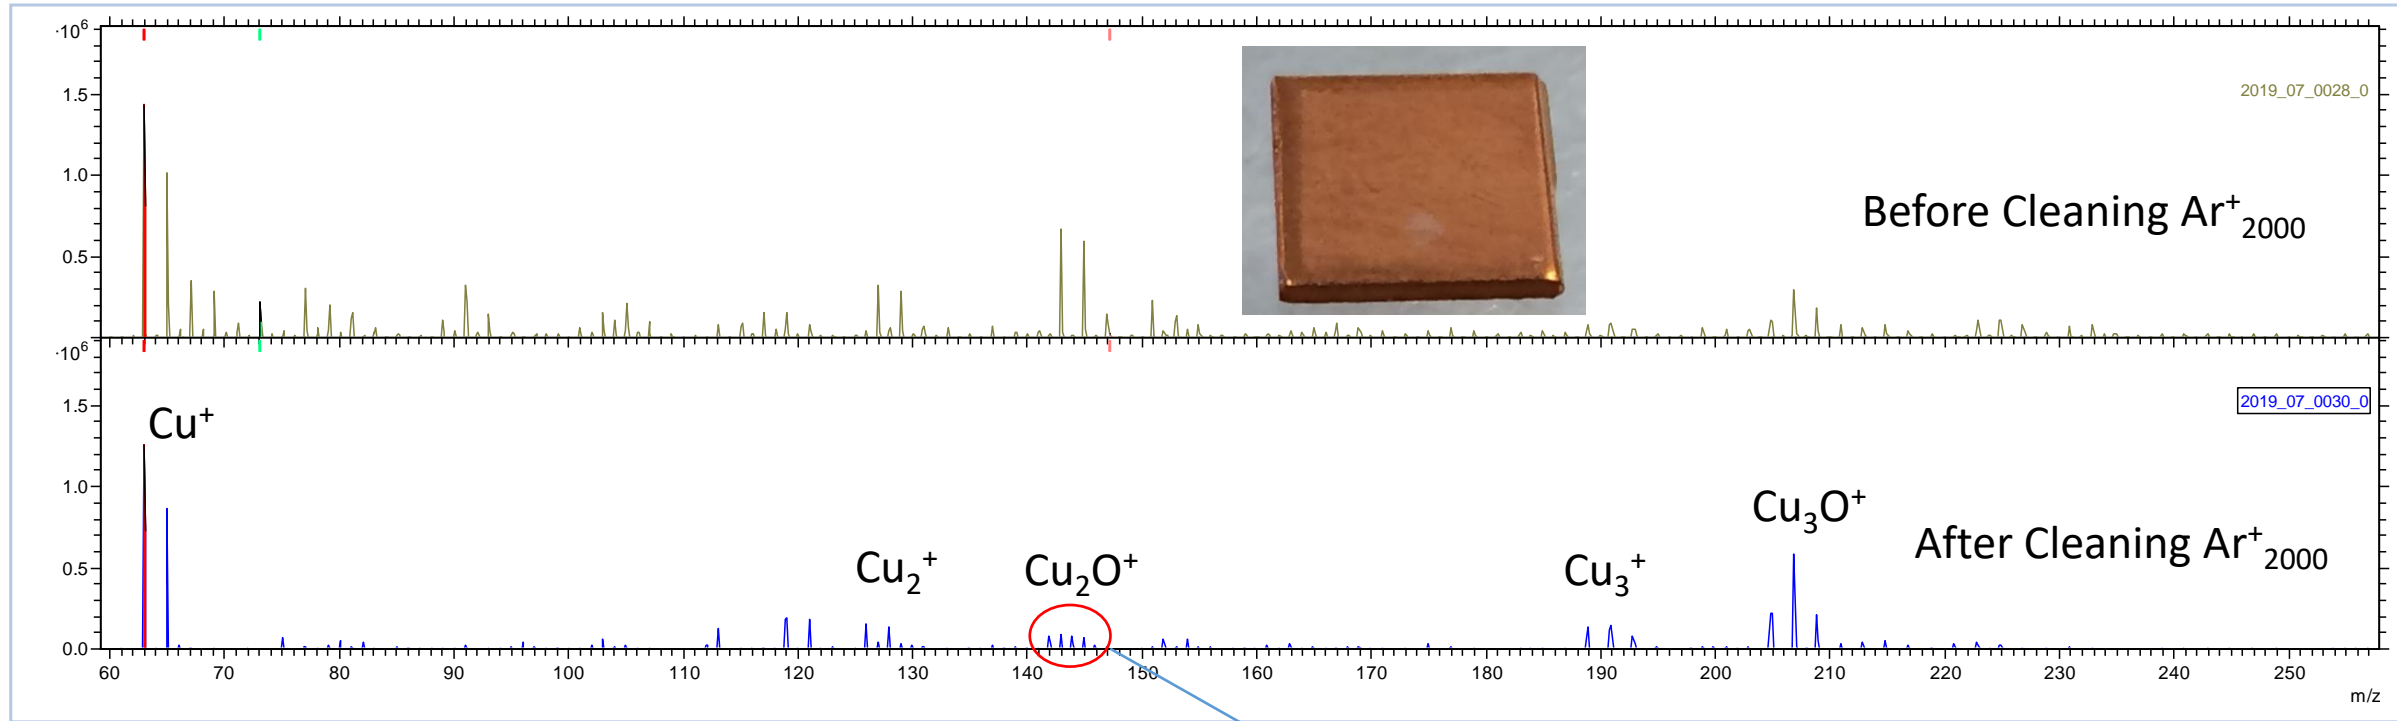 ·10⁶
1.5
1.0
0.5
2019_07_0028_0
Before Cleaning Ar⁺₂₀₀₀
·10⁶
1.5
1.0
0.5
0.0
2019_07_0030_0
Cu⁺
Cu₂⁺
Cu₂O⁺
Cu₃⁺
Cu₃O⁺
After Cleaning Ar⁺₂₀₀₀
60 70 80 90 100 110 120 130 140 150 160 170 180 190 200 210 220 230 240 250
m/z